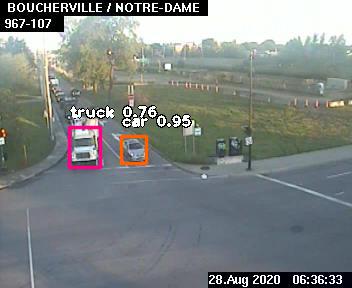 BOUCHERVILLE / NOTRE-DAME
967-107
truck 0.76
car 0.95
28.Aug 2020 06:36:33